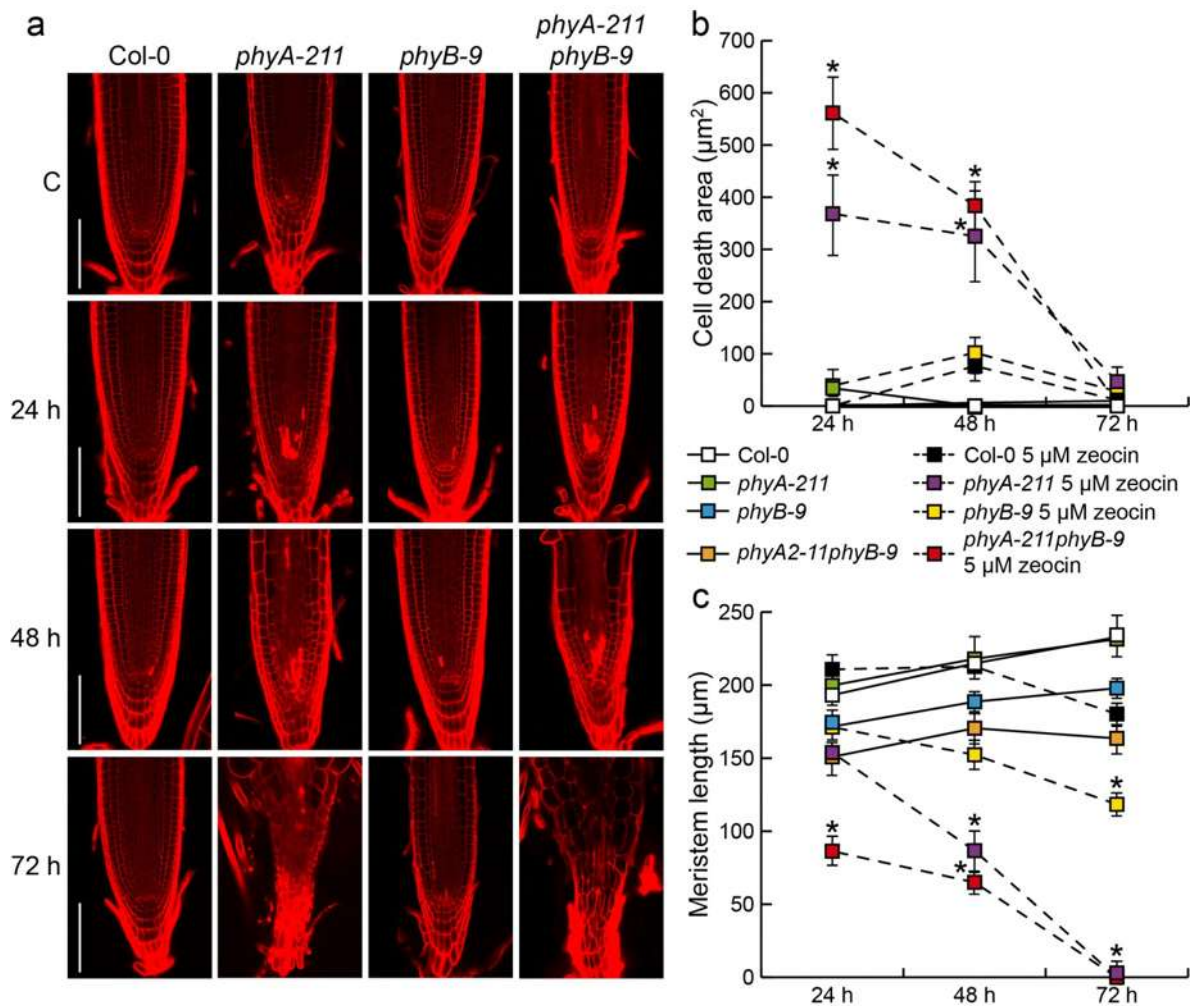 a
Col-0
phyA-211
phyB-9
phyA-211
phyB-9
C
24 h
48 h
72 h
b
Cell death area (µm²)
700
600
500
400
300
200
100
0
24 h
48 h
72 h
*
*
*
*
Col-0
phyA-211
phyB-9
phyA2-11phyB-9
Col-0 5 µM zeocin
phyA-211 5 µM zeocin
phyB-9 5 µM zeocin
phyA-211phyB-9
5 µM zeocin
c
Meristem length (µm)
250
200
150
100
50
0
24 h
48 h
72 h
*
*
*
*
*